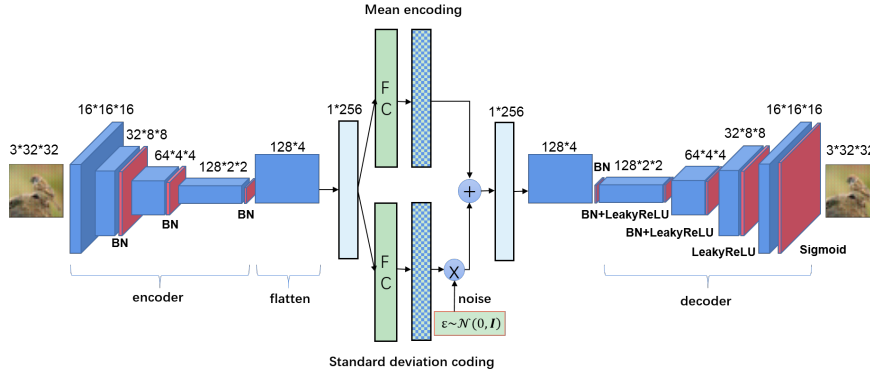 Mean encoding
3*32*32
16*16*16
32*8*8
64*4*4
128*2*2
128*4
1*256
F
C
1*256
128*4
128*2*2
64*4*4
32*8*8
16*16*16
3*32*32
BN
BN
BN
BN
BN+LeakyReLU
BN+LeakyReLU
LeakyReLU
Sigmoid
+
F
C
X
noise
ε~𝒩(0, I)
encoder
flatten
decoder
Standard deviation coding